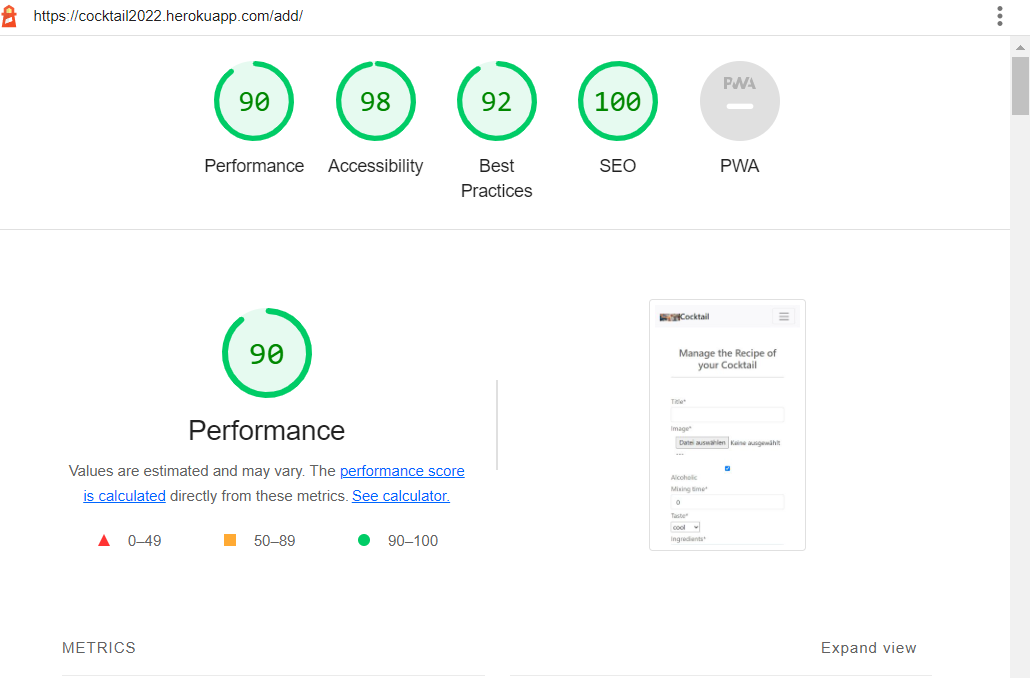 https://cocktail2022.herokuapp.com/add/
90
98
92
100
PWA
Performance
Accessibility
Best
Practices
SEO
PWA
90
Performance
Values are estimated and may vary. The performance score
is calculated directly from these metrics. See calculator.
0–49
50–89
90–100
Cocktail
Manage the Recipe of
your Cocktail
Title*
Image*
Datei auswählen Keine ausgewählt
----
Alcoholic
Mixing time*
0
Taste*
cool
Ingredients*
METRICS
Expand view